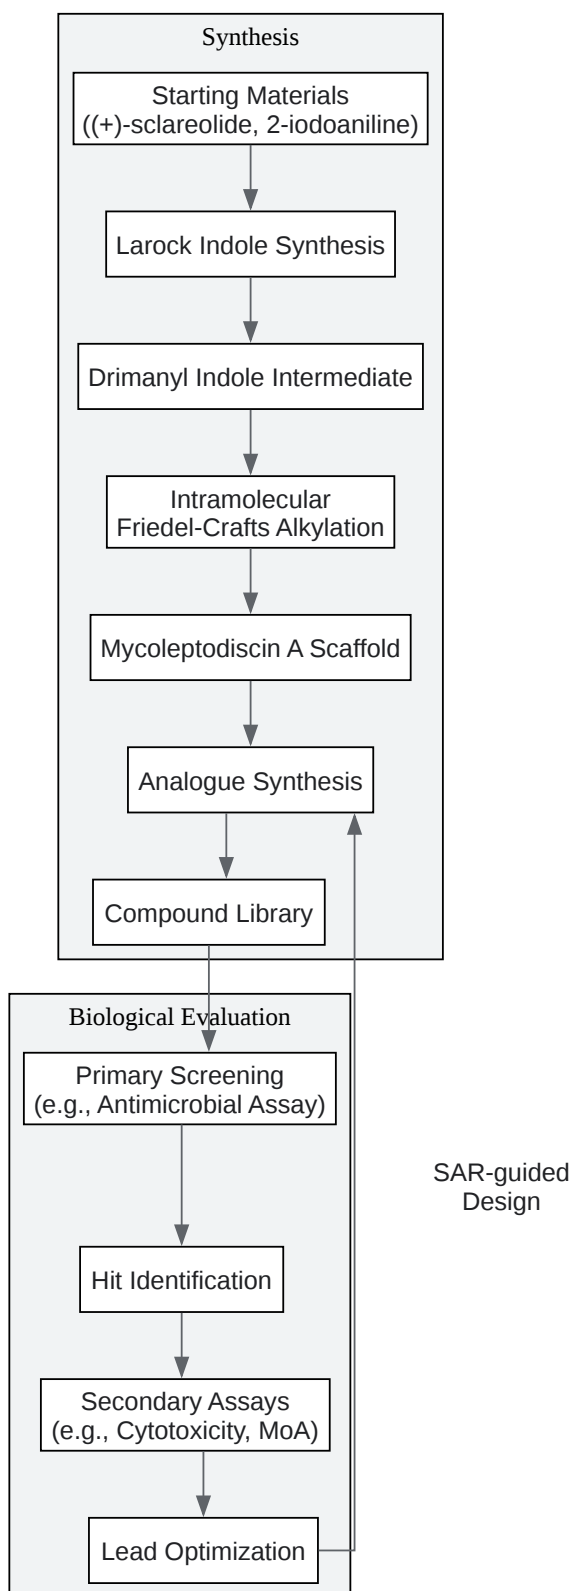 Synthesis
Starting Materials
((+)-sclareolide, 2-iodoaniline)
Larock Indole Synthesis
Drimanyl Indole Intermediate
Intramolecular
Friedel-Crafts Alkylation
Mycoleptodiscin A Scaffold
Analogue Synthesis
Compound Library
Biological Evaluation
Primary Screening
(e.g., Antimicrobial Assay)
SAR-guided
Design
Hit Identification
Secondary Assays
(e.g., Cytotoxicity, MoA)
Lead Optimization